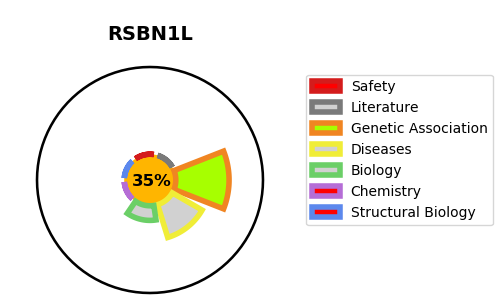 RSBN1L
35%
Safety
Literature
Genetic Association
Diseases
Biology
Chemistry
Structural Biology